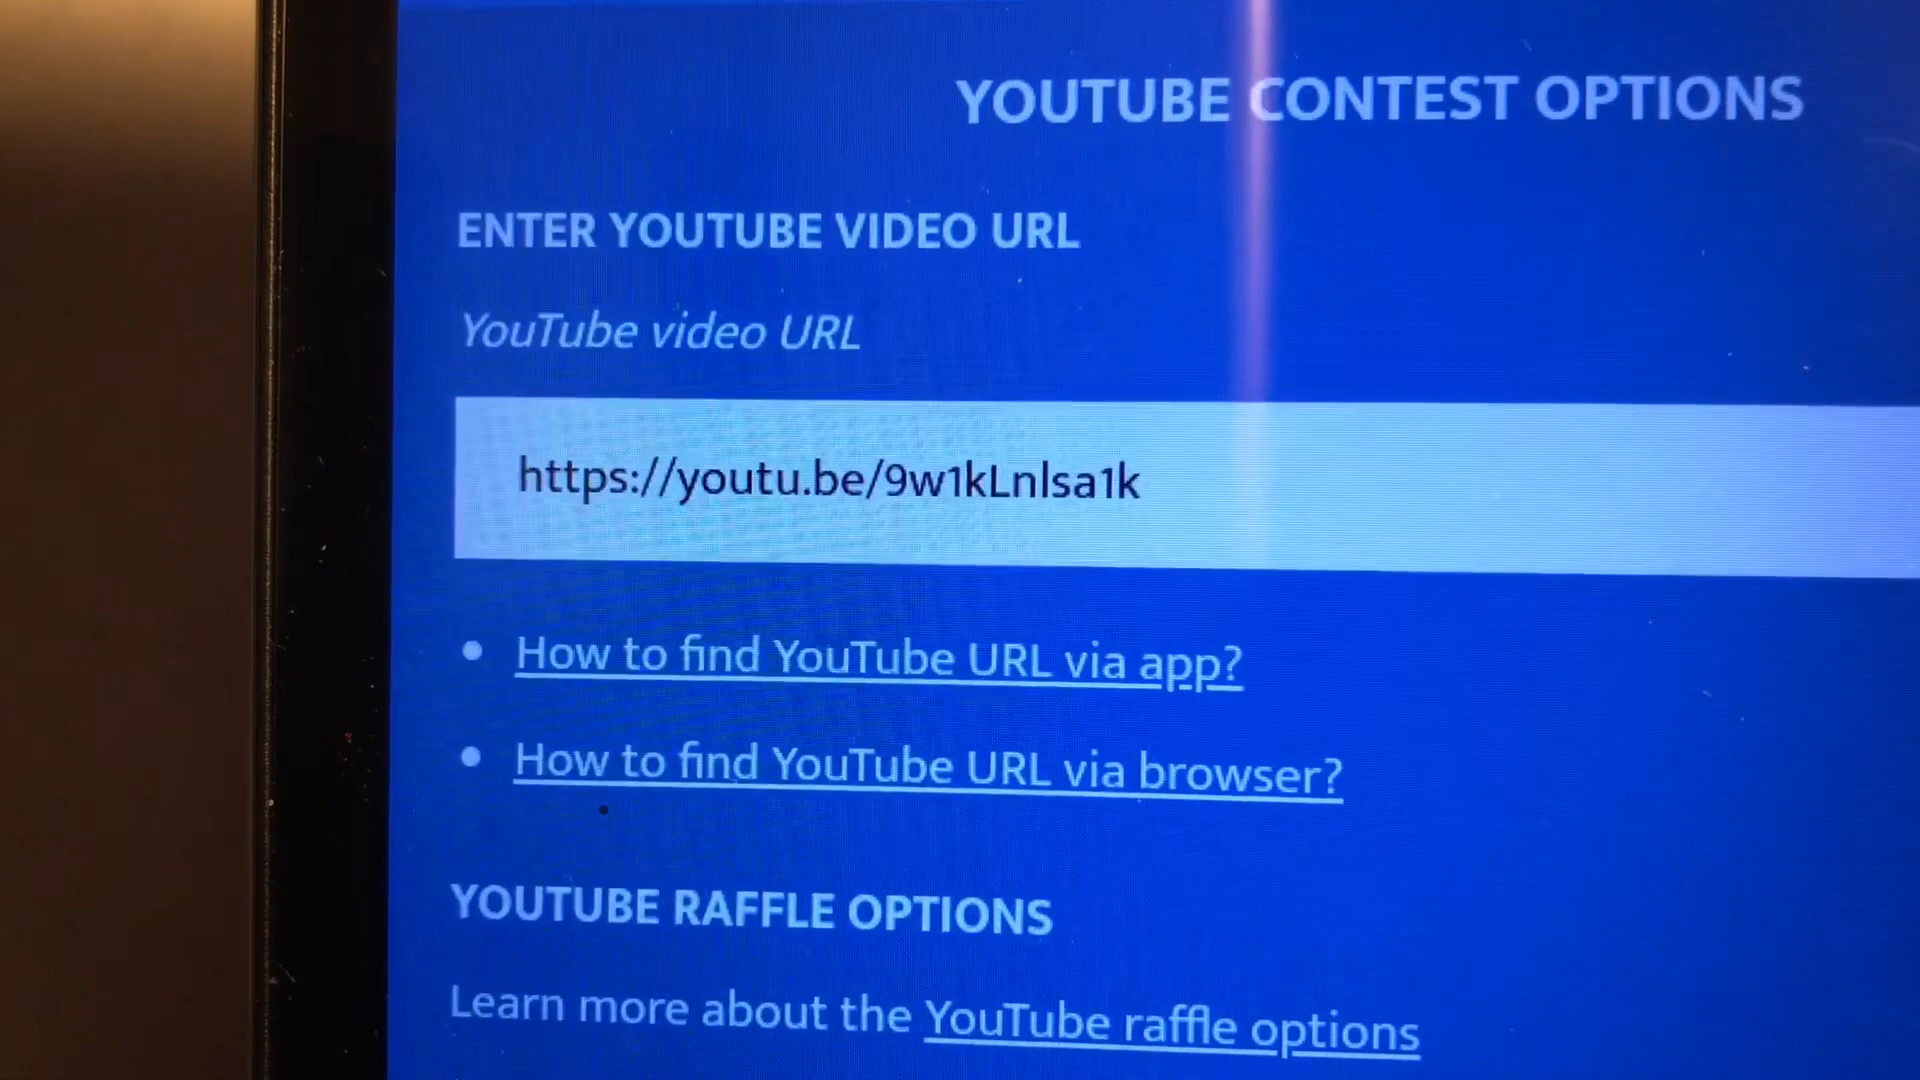 YOUTUBE CONTEST OPTIONS
ENTER YOUTUBE VIDEO URL
YouTube video URL
https://youtu.be/9w1kLnlsa1k
How to find YouTube URL via app?
How to find YouTube URL via browser?
YOUTUBE RAFFLE OPTIONS
Learn more about the YouTube raffle options